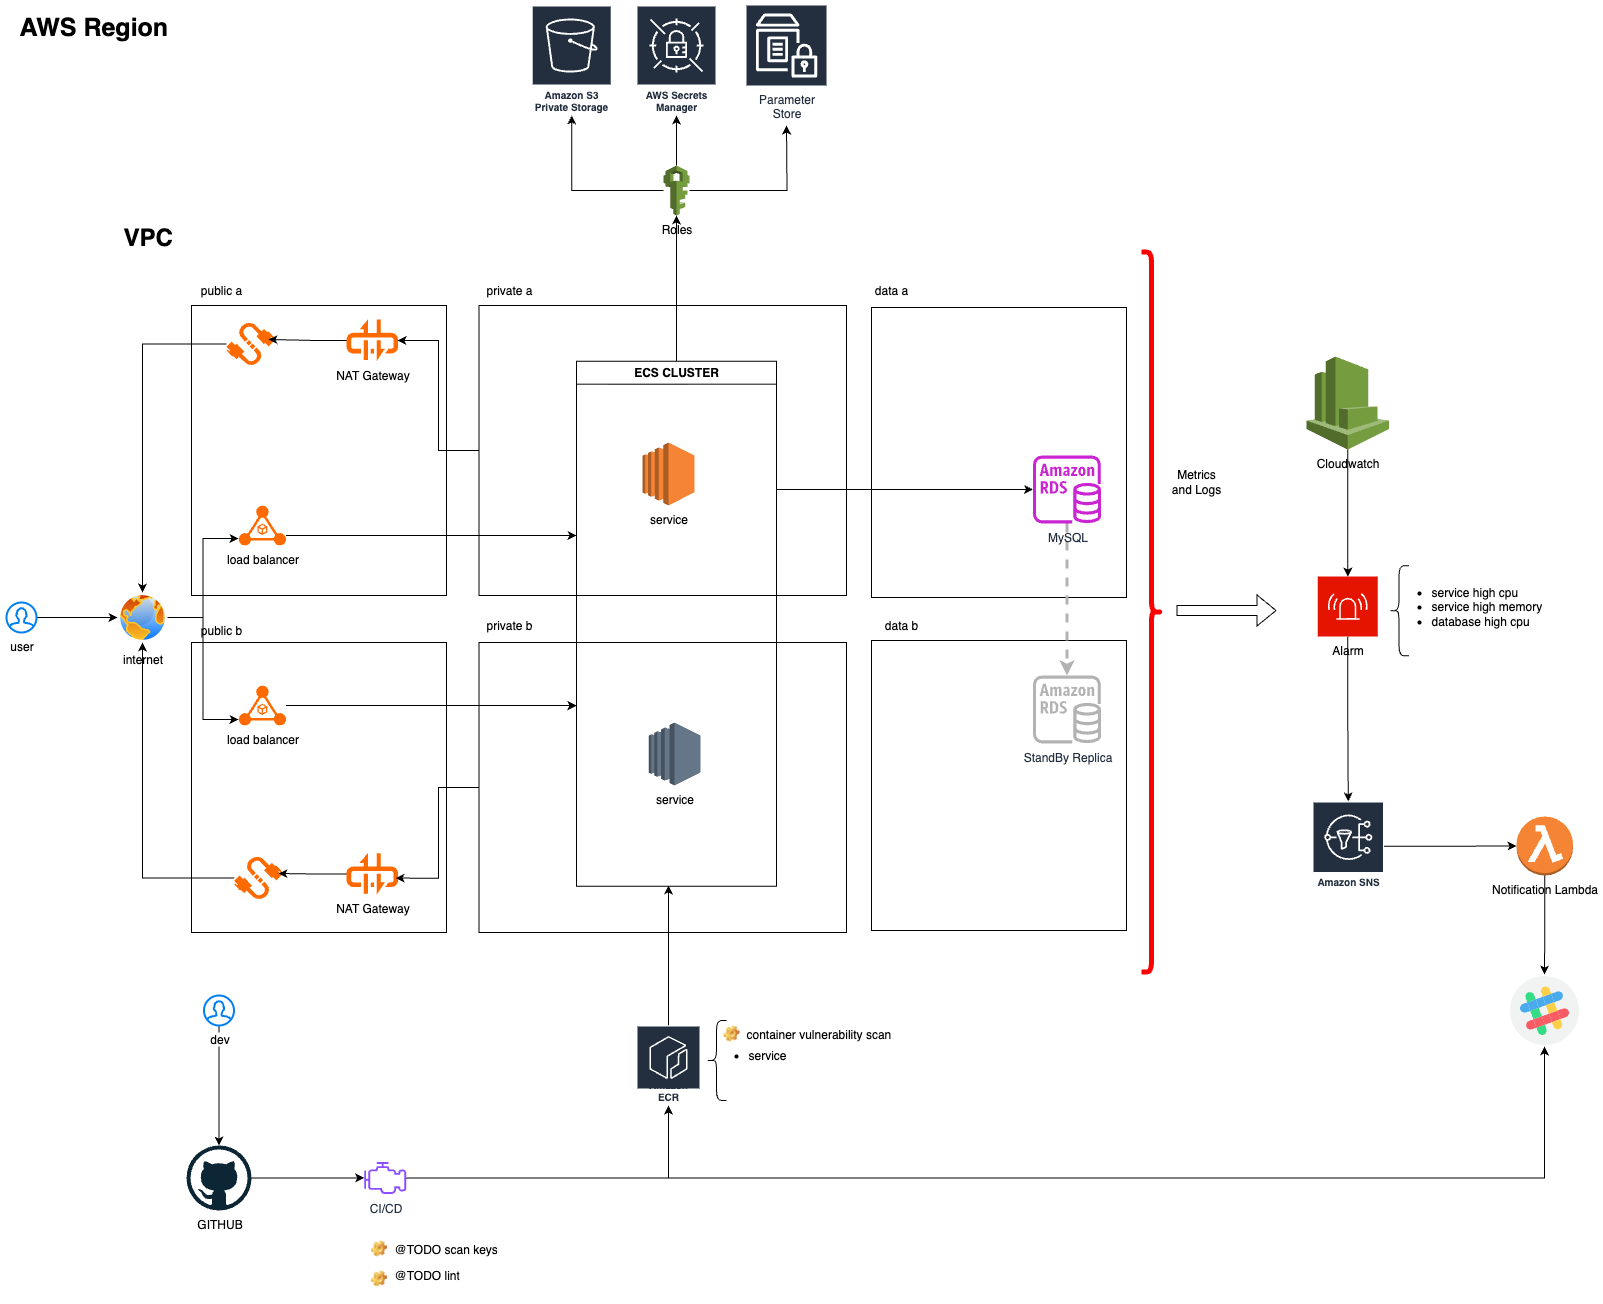 AWS Region
Amazon S3
Private Storage
AWS Secrets
Manager
Parameter
Store
Roles
VPC
public a
private a
data a
NAT Gateway
ECS CLUSTER
service
load balancer
Amazon
RDS
MySQL
Metrics
and Logs
Cloudwatch
Alarm
service high cpu
service high memory
database high cpu
user
internet
public b
private b
data b
load balancer
service
NAT Gateway
Amazon
RDS
StandBy Replica
Amazon SNS
Notification Lambda
dev
ECR
container vulnerability scan
service
GITHUB
CI/CD
@TODO scan keys
@TODO lint